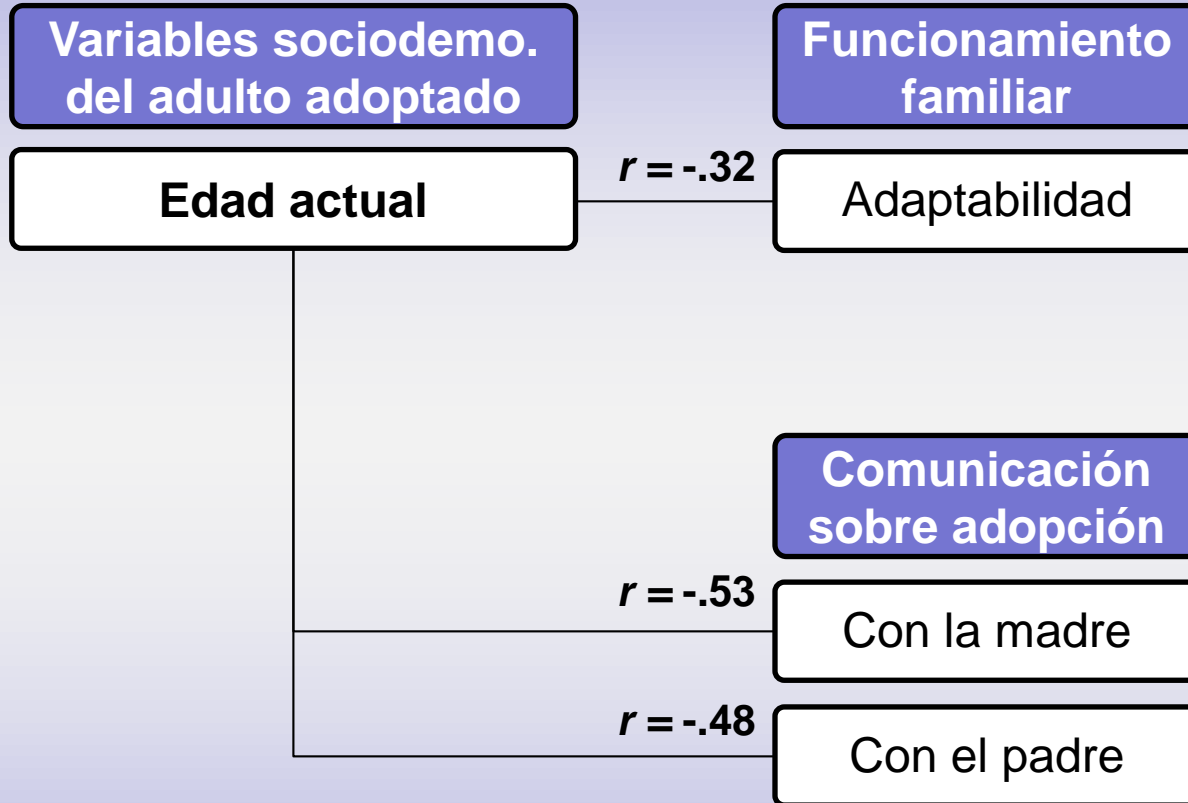 Variables sociodemo.
del adulto adoptado
Funcionamiento
familiar
Edad actual
r = -.32
Adaptabilidad
Comunicación
sobre adopción
r = -.53
Con la madre
r = -.48
Con el padre